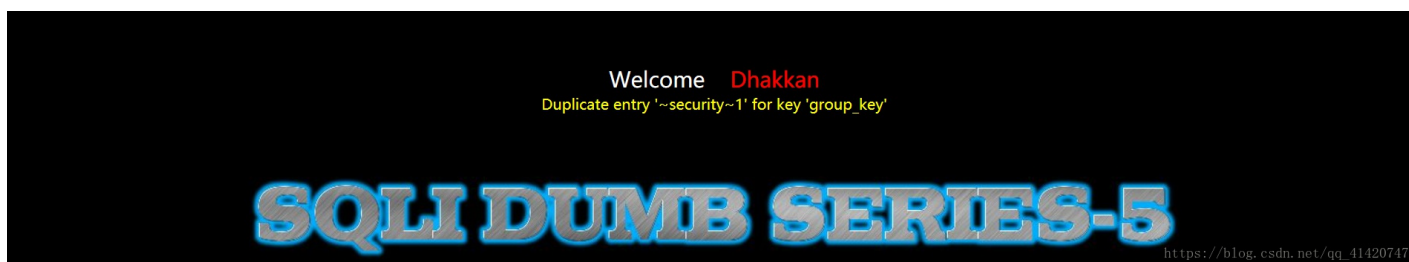 Welcome Dhakkan
Duplicate entry '~security~1' for key 'group_key'
SQLI DUMB SERIES-5
https://blog.csdn.net/qq_41420747